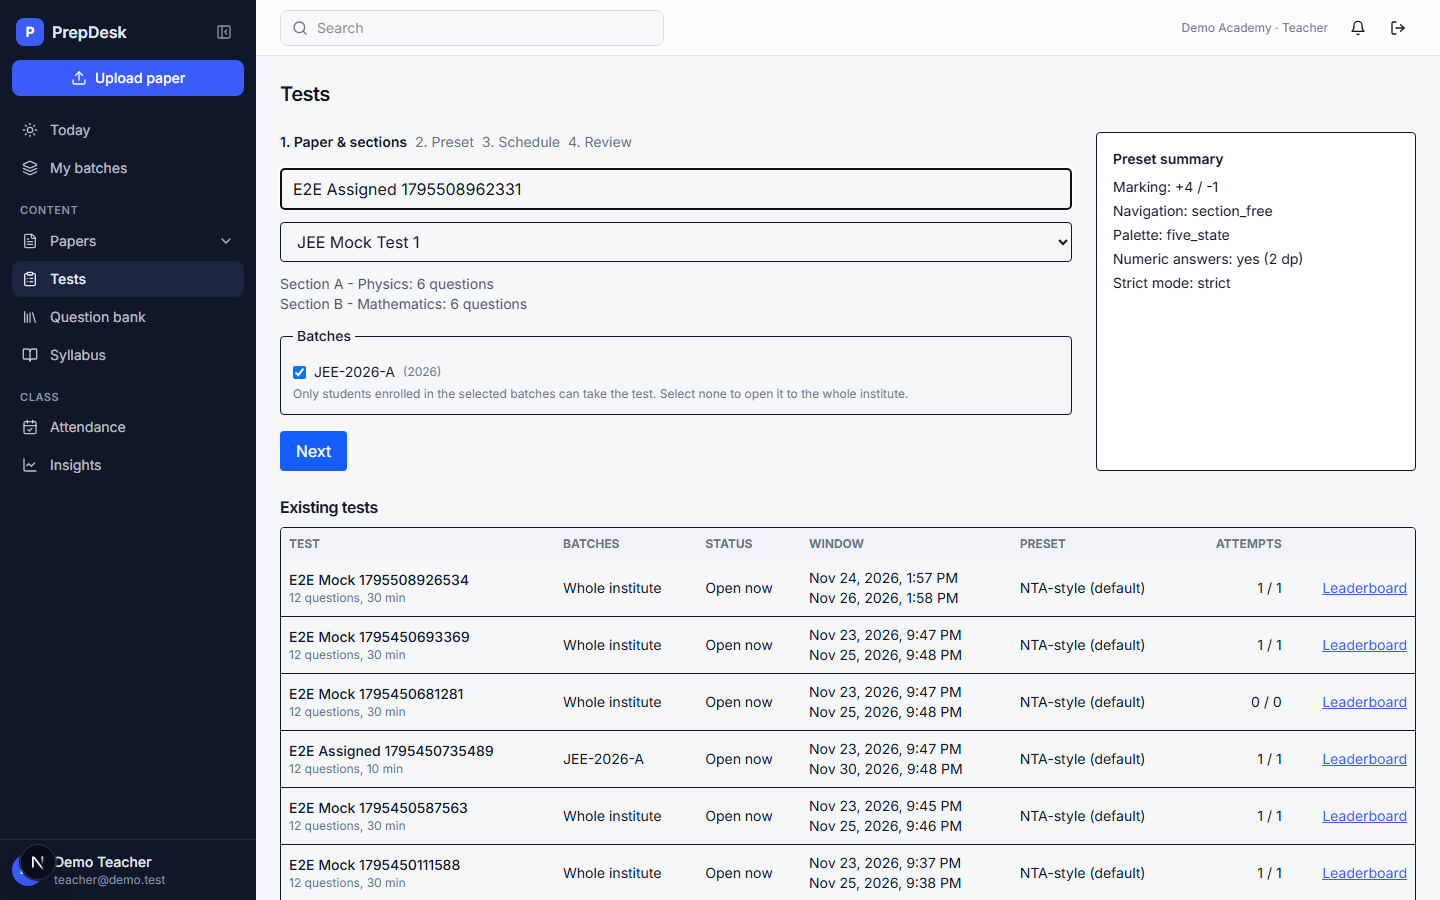 P PrepDesk
Upload paper
Today
My batches
CONTENT
Papers
Tests
Question bank
Syllabus
CLASS
Attendance
Insights
N
Demo Teacher
teacher@demo.test
Search
Demo Academy · Teacher
Tests
1. Paper & sections 2. Preset 3. Schedule 4. Review
E2E Assigned 1795508962331
JEE Mock Test 1
Section A - Physics: 6 questions
Section B - Mathematics: 6 questions
Batches
JEE-2026-A (2026)
Only students enrolled in the selected batches can take the test. Select none to open it to the whole institute.
Next
Preset summary
Marking: +4 / -1
Navigation: section_free
Palette: five_state
Numeric answers: yes (2 dp)
Strict mode: strict
Existing tests
TEST BATCHES STATUS WINDOW PRESET ATTEMPTS
E2E Mock 1795508926534
12 questions, 30 min
Whole institute Open now
Nov 24, 2026, 1:57 PM
Nov 26, 2026, 1:58 PM
NTA-style (default) 1 / 1 Leaderboard
E2E Mock 1795450693369
12 questions, 30 min
Whole institute Open now
Nov 23, 2026, 9:47 PM
Nov 25, 2026, 9:48 PM
NTA-style (default) 1 / 1 Leaderboard
E2E Mock 1795450681281
12 questions, 30 min
Whole institute Open now
Nov 23, 2026, 9:47 PM
Nov 25, 2026, 9:48 PM
NTA-style (default) 0 / 0 Leaderboard
E2E Assigned 1795450735489
12 questions, 10 min
JEE-2026-A Open now
Nov 23, 2026, 9:47 PM
Nov 30, 2026, 9:48 PM
NTA-style (default) 1 / 1 Leaderboard
E2E Mock 1795450587563
12 questions, 30 min
Whole institute Open now
Nov 23, 2026, 9:45 PM
Nov 25, 2026, 9:46 PM
NTA-style (default) 1 / 1 Leaderboard
E2E Mock 1795450111588
12 questions, 30 min
Whole institute Open now
Nov 23, 2026, 9:37 PM
Nov 25, 2026, 9:38 PM
NTA-style (default) 1 / 1 Leaderboard